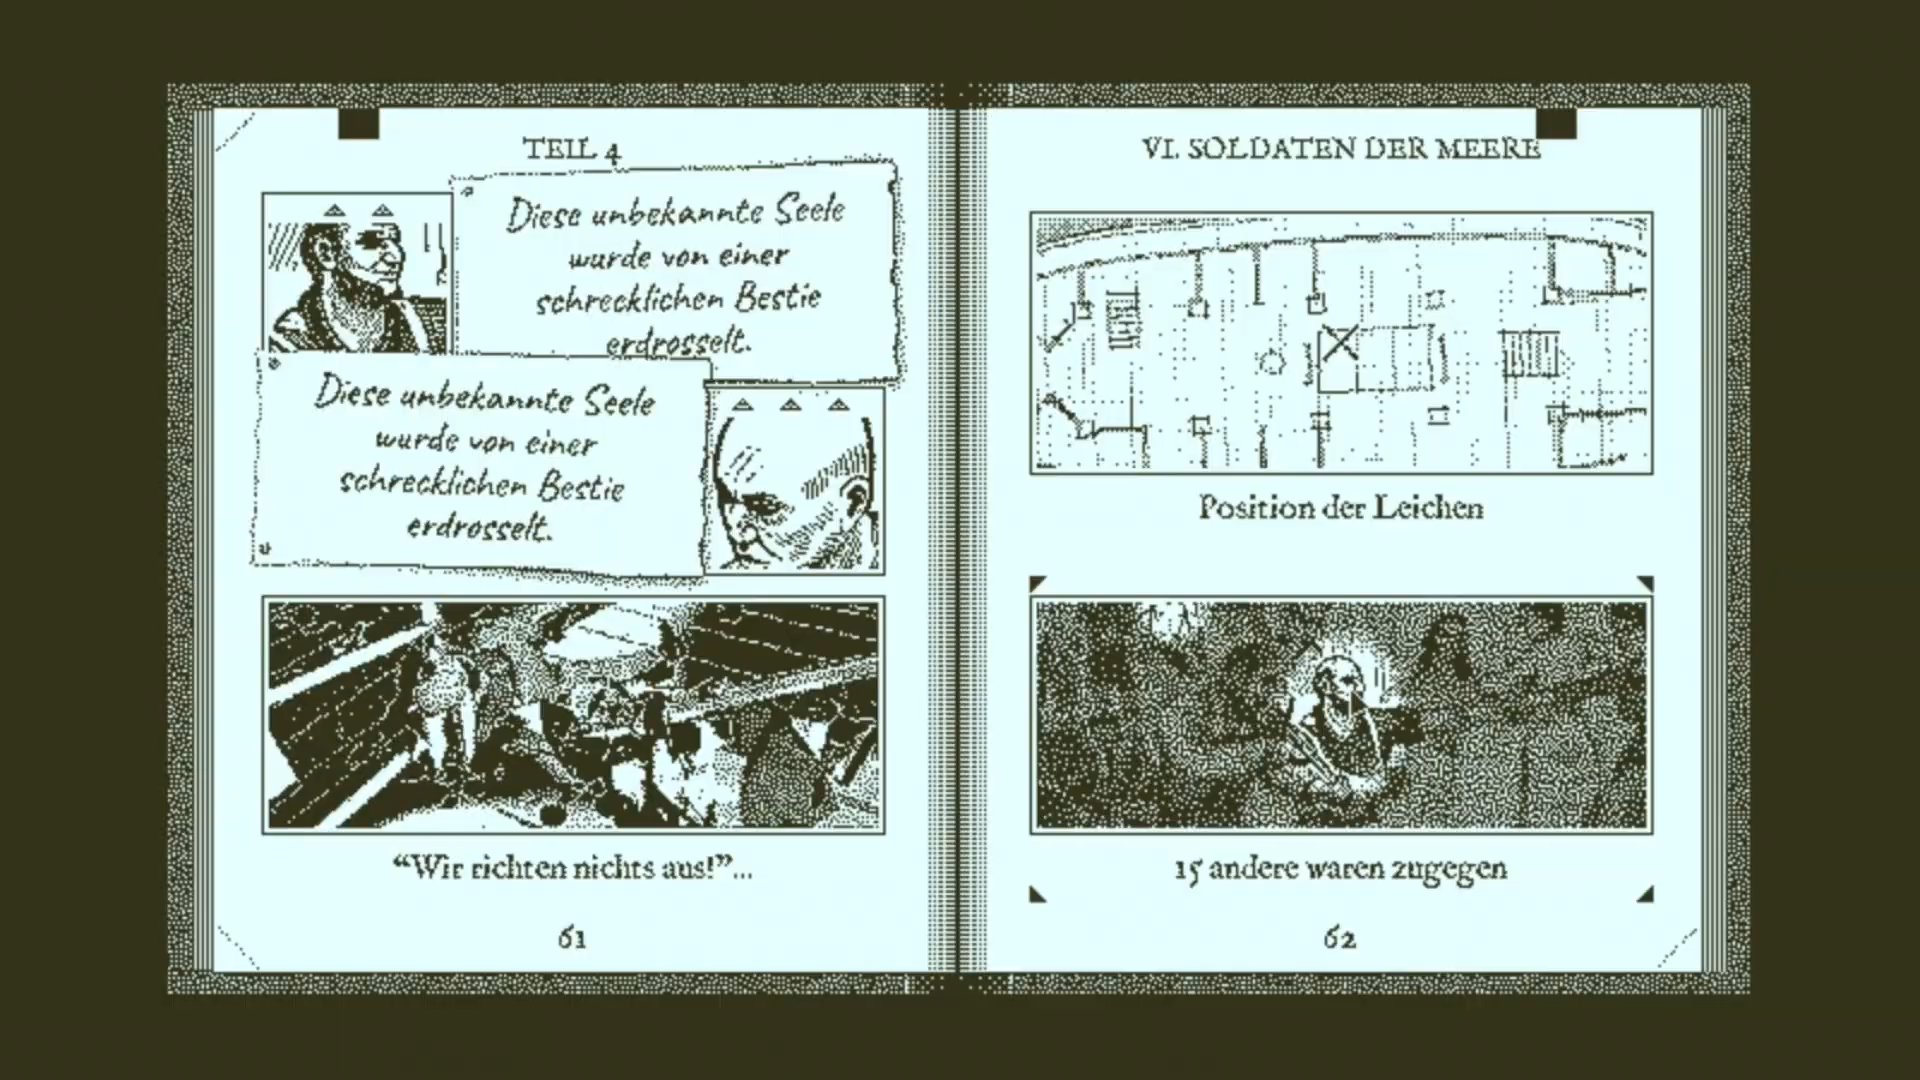 TEIL 4
Diese unbekannte Seele
wurde von einer
schrecklichen Bestie
erdrosselt.
Diese unbekannte Seele
wurde von einer
schrecklichen Bestie
erdrosselt.
“Wir richten nichts aus!”...
61
VI. SOLDATEN DER MEERE
Position der Leichen
15 andere waren zugegen
62